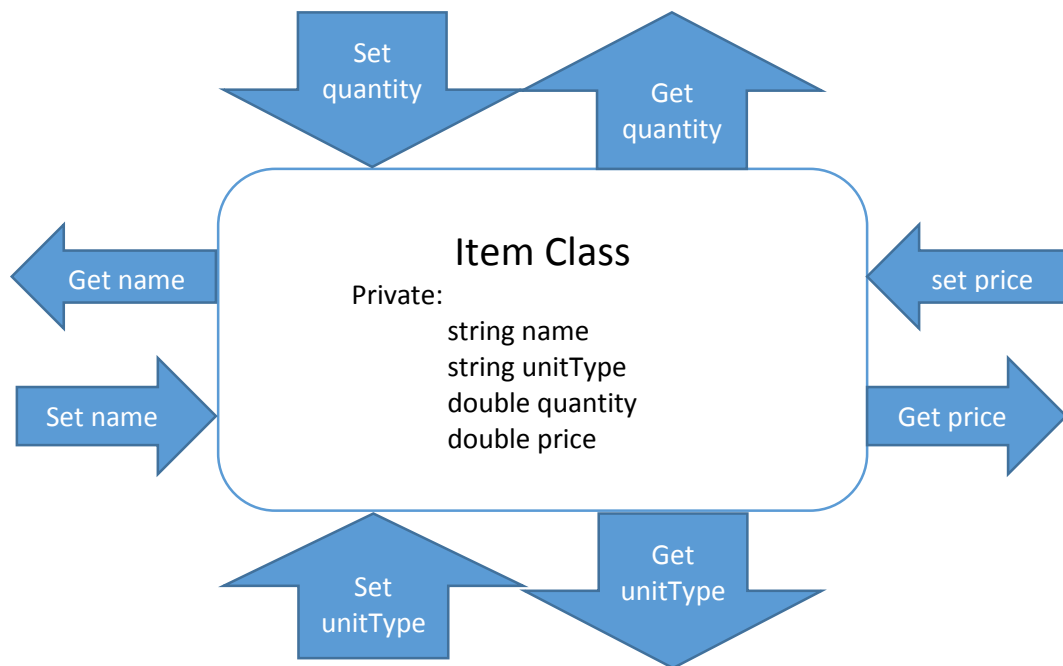 Set
quantity
Get
quantity
Item Class
Get name
set price
Private:
string name
string unitType
double quantity
double price
Set name
Get price
Set
unitType
Get
unitType